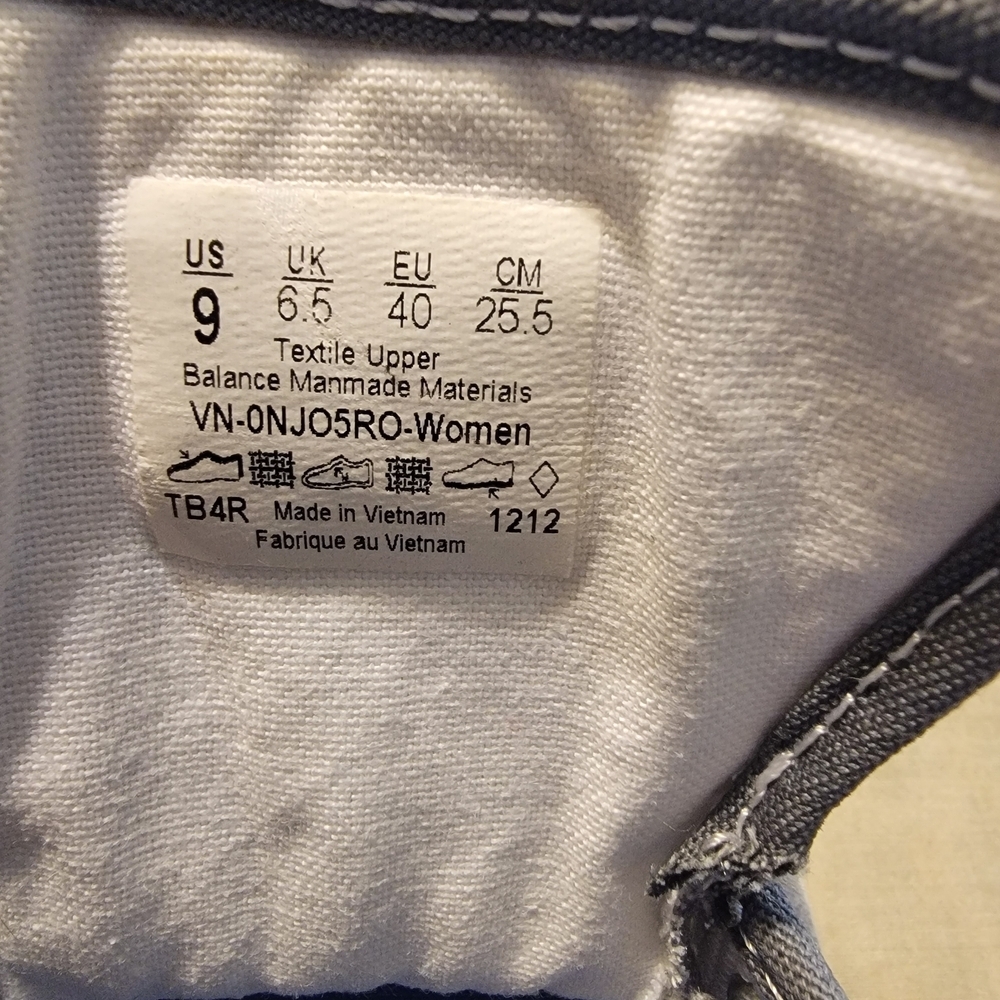 US UK EU CM
9 6.5 40 25.5
Textile Upper
Balance Manmade Materials
VN-0NJO5RO-Women
TB4R Made in Vietnam 1212
Fabrique au Vietnam